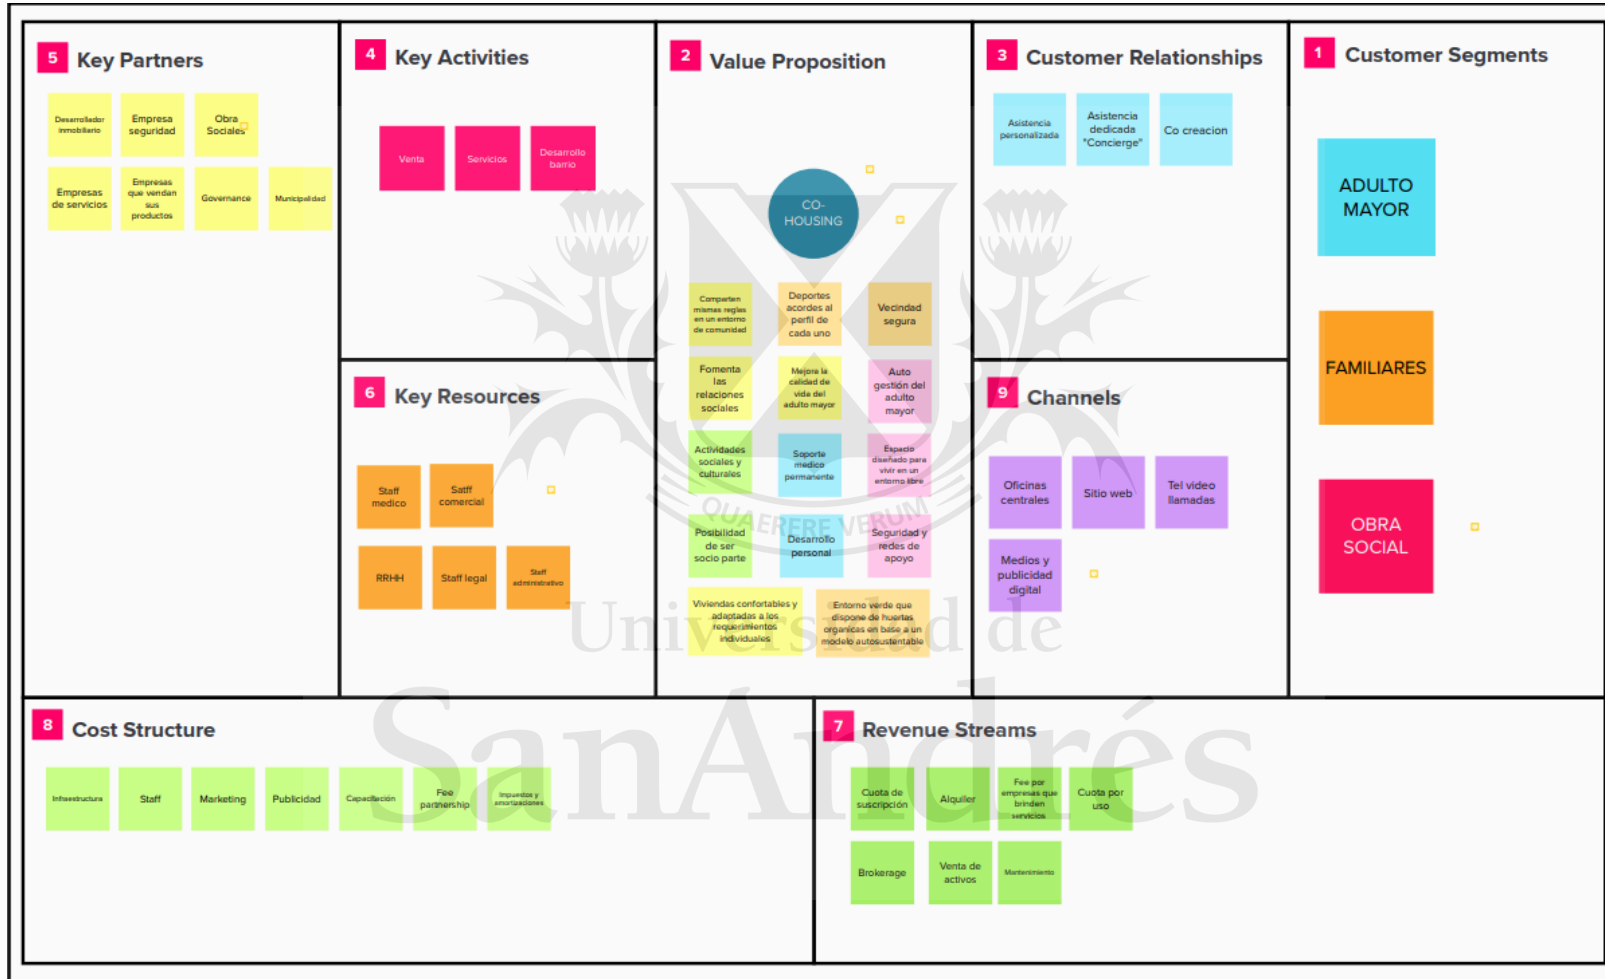 5
Key Partners
Desarrollador
inmobiliario
Empresa
seguridad
Obra
Sociales
Empresas
de servicios
Empresas
que vendan
sus
productos
Governance
Municipalidad
4
Key Activities
Venta
Servicios
Desarrollo
barrio
6
Key Resources
Staff
medico
Satff
comercial
RRHH
Staff legal
Staff
administrativo
2
Value Proposition
CO-
HOUSING
Comparten
mismas reglas
en un entorno
de comunidad
Deportes
acordes al
perfil de
cada uno
Vecindad
segura
Fomenta
las
relaciones
sociales
Mejora la
calidad de
vida del
adulto mayor
Auto
gestión del
adulto
mayor
Actividades
sociales y
culturales
Soporte
medico
permanente
Espacio
diseñado para
vivir en un
entorno libre
Posibilidad
de ser
socio parte
Desarrollo
personal
Seguridad y
redes de
apoyo
Viviendas confortables y
adaptadas a los
requerimientos
individuales
Entorno verde que
dispone de huertas
organicas en base a un
modelo autosustentable
3
Customer Relationships
Asistencia
personalizada
Asistencia
dedicada
"Concierge"
Co creacion
9
Channels
Oficinas
centrales
Sitio web
Tel video
llamadas
Medios y
publicidad
digital
1
Customer Segments
ADULTO
MAYOR
FAMILIARES
OBRA
SOCIAL
8
Cost Structure
Infraestructura
Staff
Marketing
Publicidad
Capacitación
Fee
partnership
Impuestos y
amortizaciones
7
Revenue Streams
Cuota de
suscripción
Alquiler
Fee por
empresas que
brinden
servicios
Cuota por
uso
Brokerage
Venta de
activos
Mantenimiento
QUAERERE VERUM
Universidad de
SanAndrés